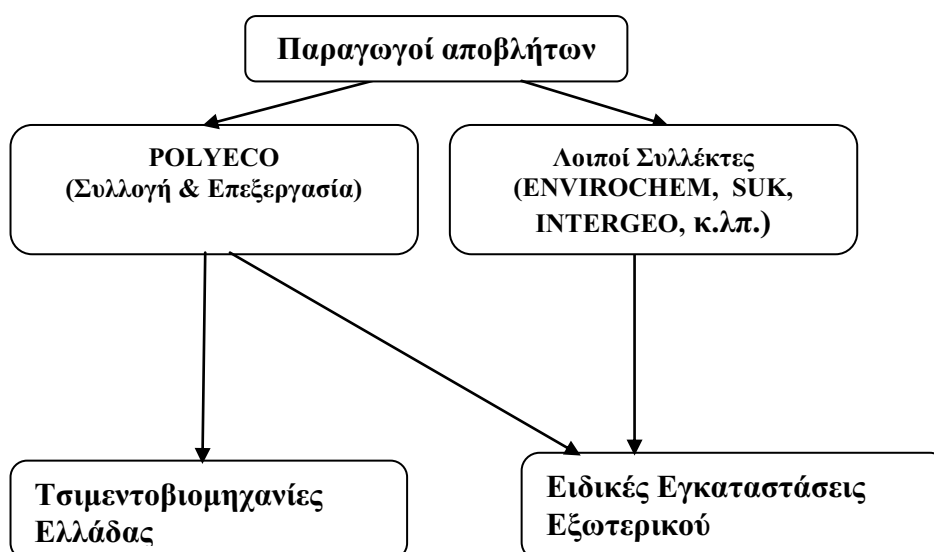 Παραγωγοί αποβλήτων
POLYECO
(Συλλογή & Επεξεργασία)
Λοιποί Συλλέκτες
(ENVIROCHEM, SUK,
INTERGEO, κ.λπ.)
Τσιμεντοβιομηχανίες
Ελλάδας
Ειδικές Εγκαταστάσεις
Εξωτερικού